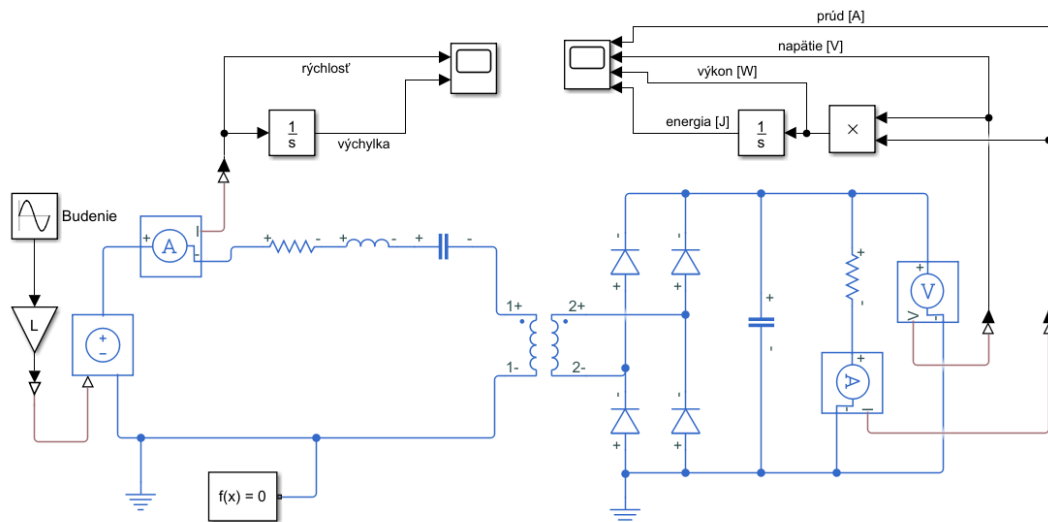 prúd [A]
napätie [V]
rýchlosť
výkon [W]
energia [J]
1
s
výchylka
1
s
×
Budenie
+ A I -
+ -
+ -
+ -
L
+
-
1+ 2+
1- 2-
-
+
-
+
-
+
-
+
+
-
+
-
+
V
V -
+
A
- I
f(x) = 0